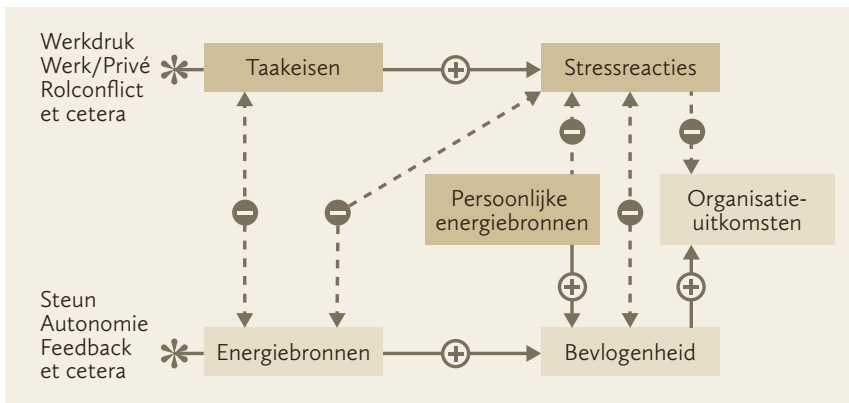 Werkdruk
Werk/Privé
Rolconflict
et cetera
Taakeisen
Stressreacties
Persoonlijke
energiebronnen
Organisatie-
uitkomsten
Steun
Autonomie
Feedback
et cetera
Energiebronnen
Bevlogenheid